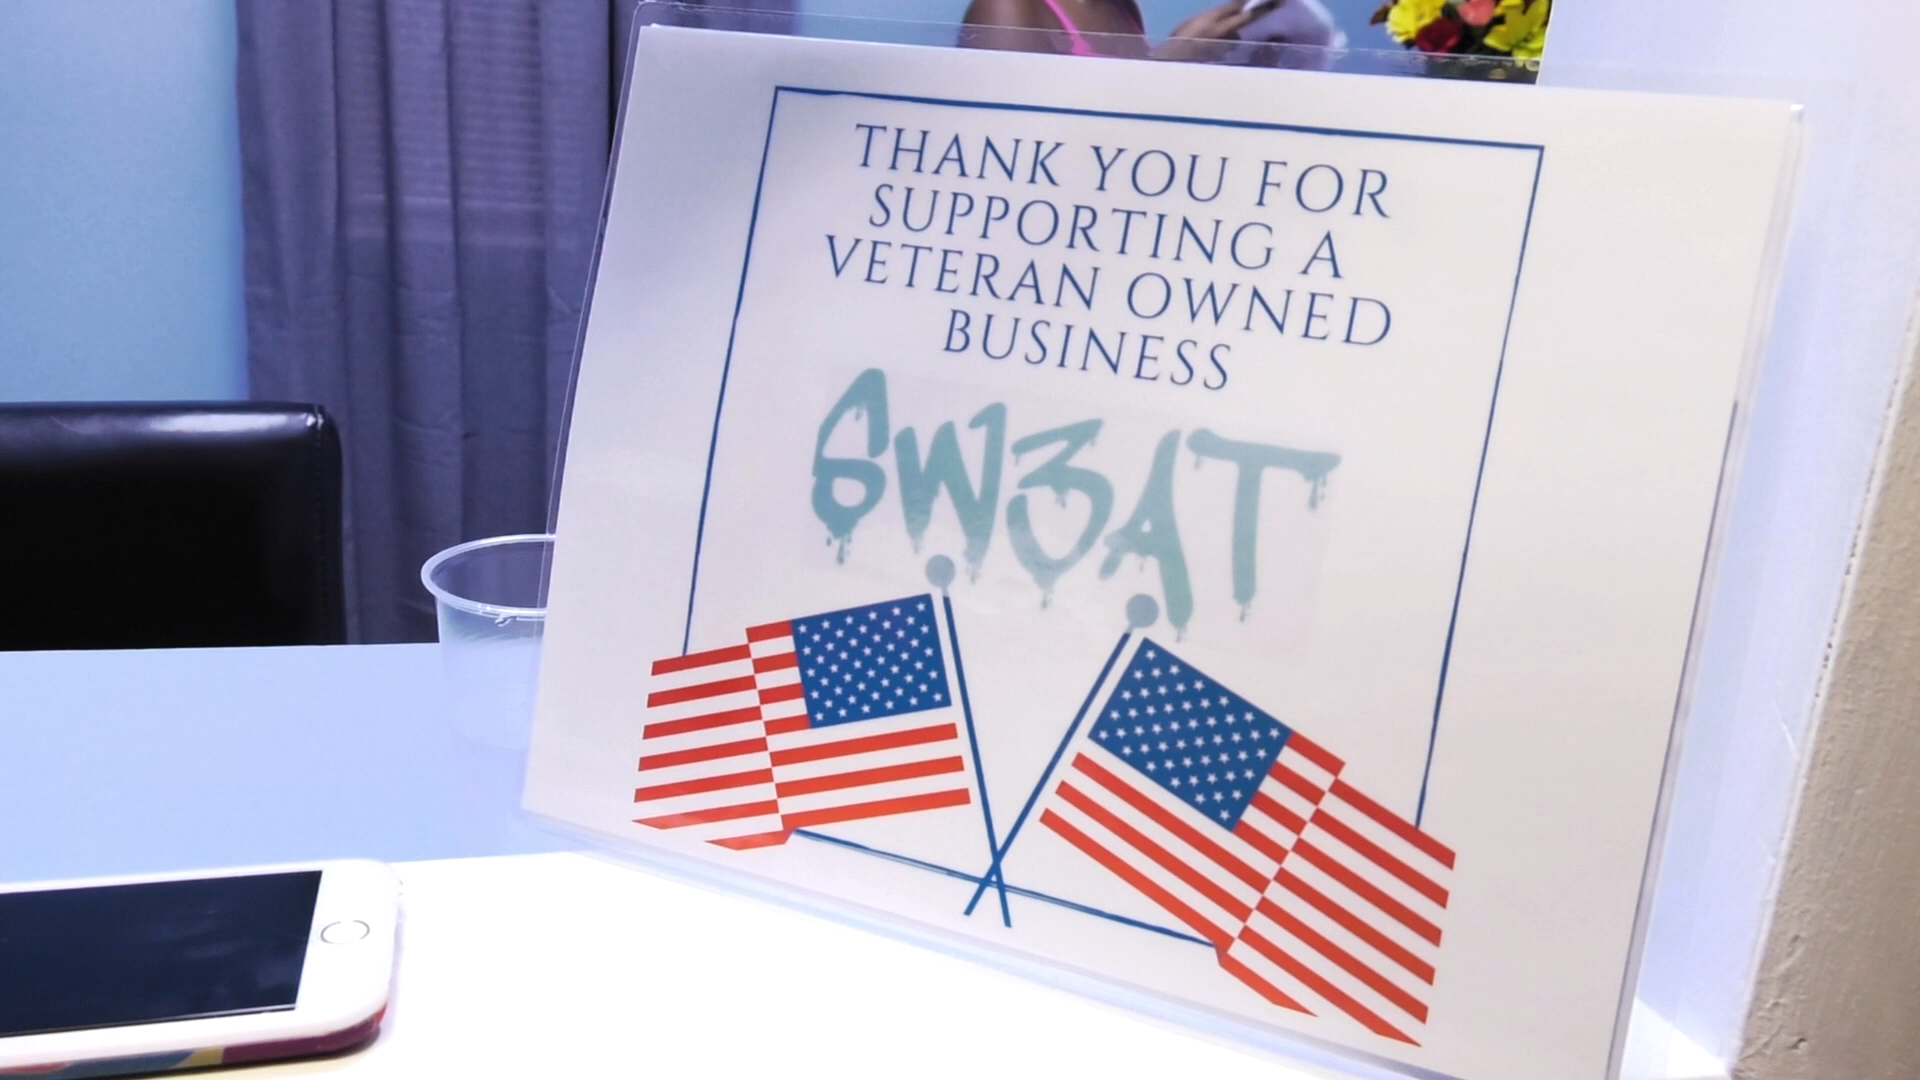 THANK YOU FOR
SUPPORTING A
VETERAN OWNED
BUSINESS
SW3AT